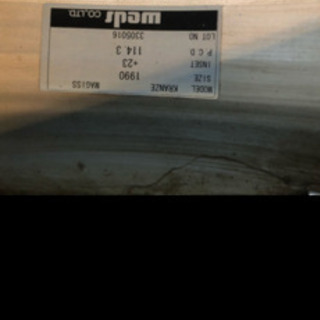 MODEL KRANZE MAGISS
SIZE 1990
INSET +23
P.C.D 114.3
LOT NO 3305016
weds CO.,LTD.